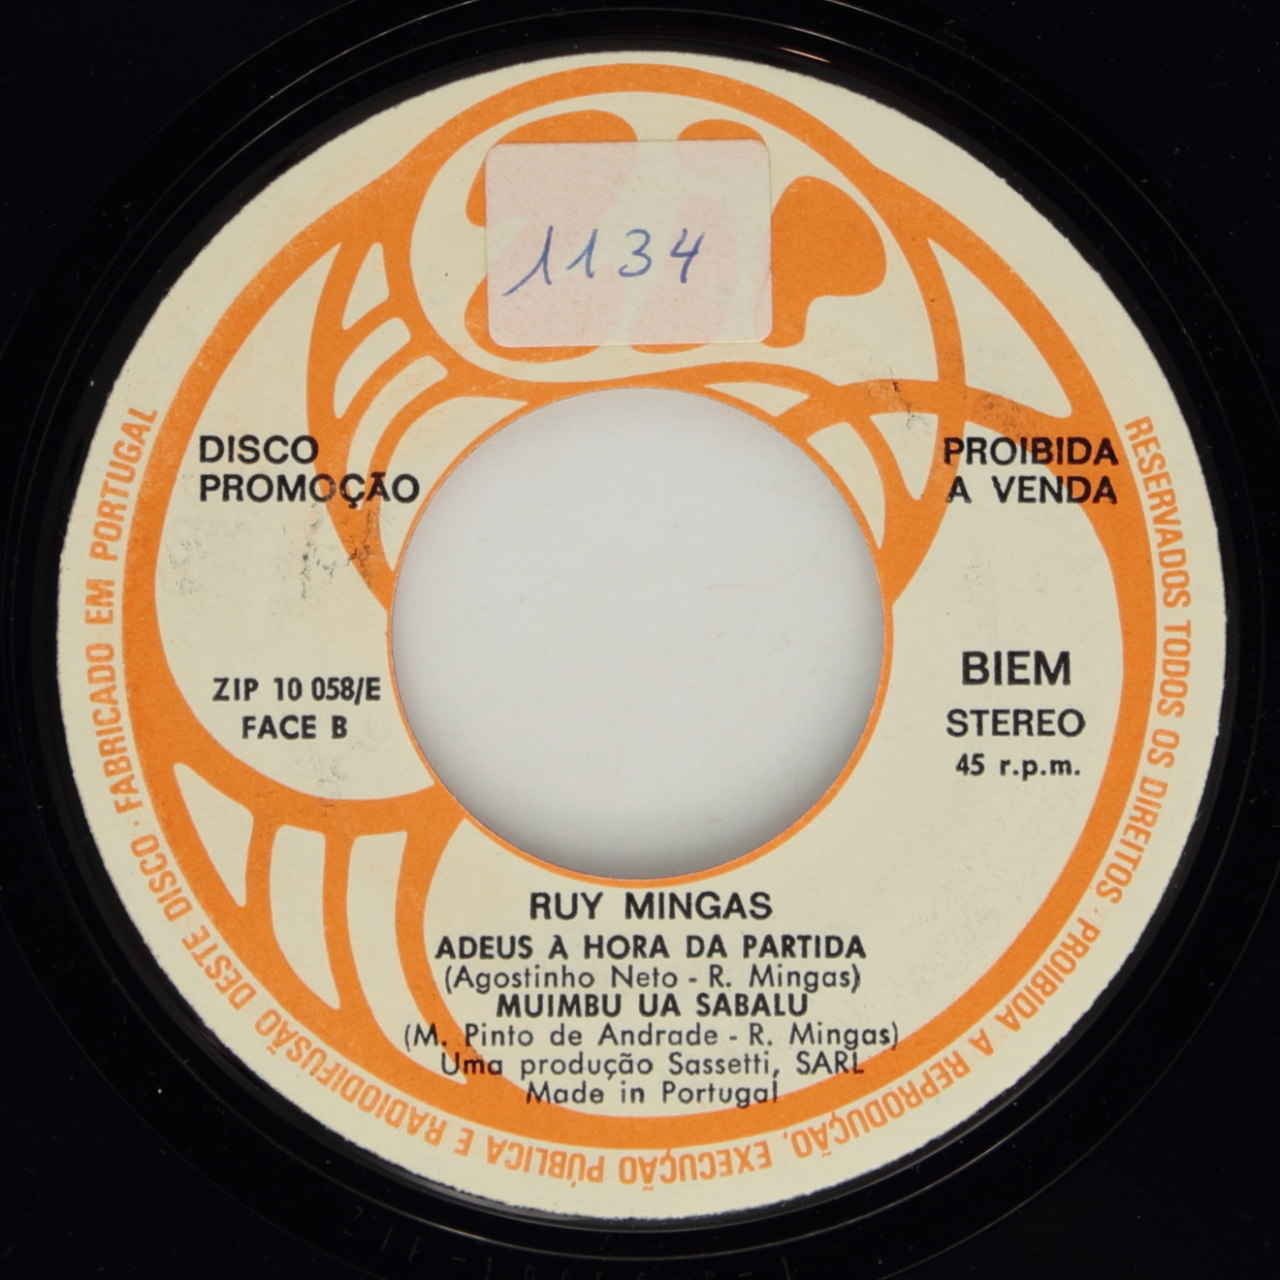 1134
DISCO
PROMOÇÃO
PROIBIDA
A VENDA
ZIP 10 058/E
FACE B
BIEM
STEREO
45 r.p.m.
RUY MINGAS
ADEUS À HORA DA PARTIDA
(Agostinho Neto - R. Mingas)
MUIMBU UA SABALU
(M. Pinto de Andrade - R. Mingas)
Uma produção Sassetti, SARL
Made in Portugal
RESERVADOS TODOS OS DIREITOS · PROIBIDA A REPRODUÇÃO, EXECUÇÃO PÚBLICA E RADIODIFUSÃO DESTE DISCO · FABRICADO EM PORTUGAL